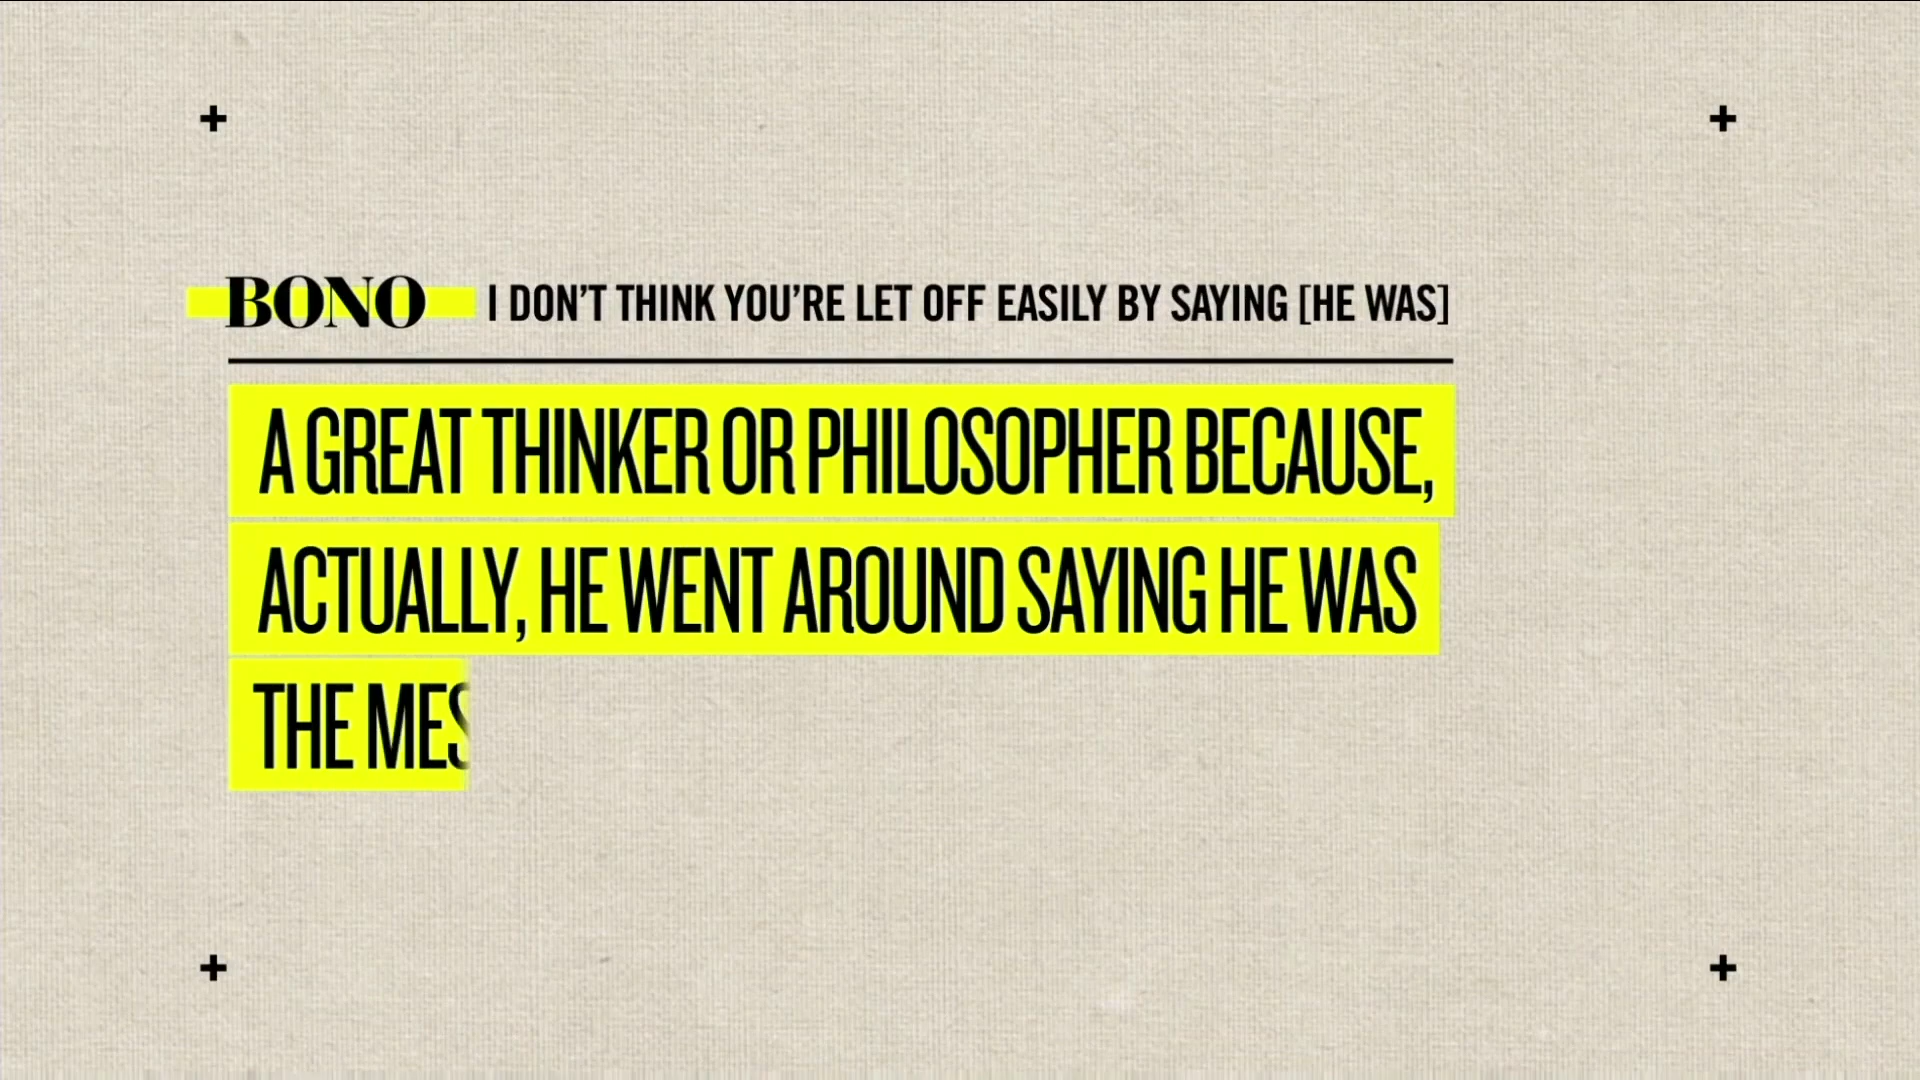 BONO I DON'T THINK YOU'RE LET OFF EASILY BY SAYING [HE WAS]
A GREAT THINKER OR PHILOSOPHER BECAUSE,
ACTUALLY, HE WENT AROUND SAYING HE WAS
THE MES